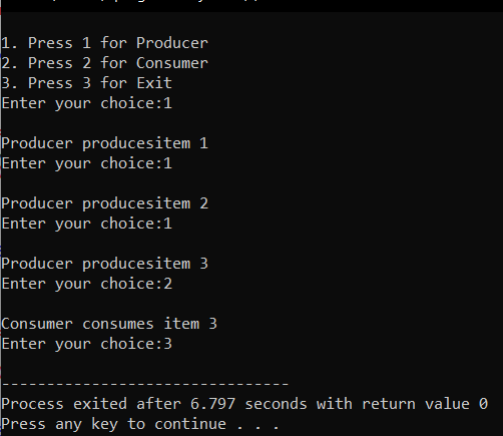 1. Press 1 for Producer
2. Press 2 for Consumer
3. Press 3 for Exit
Enter your choice:1
Producer producesitem 1
Enter your choice:1
Producer producesitem 2
Enter your choice:1
Producer producesitem 3
Enter your choice:2
Consumer consumes item 3
Enter your choice:3
--------------------------------
Process exited after 6.797 seconds with return value 0
Press any key to continue . . .